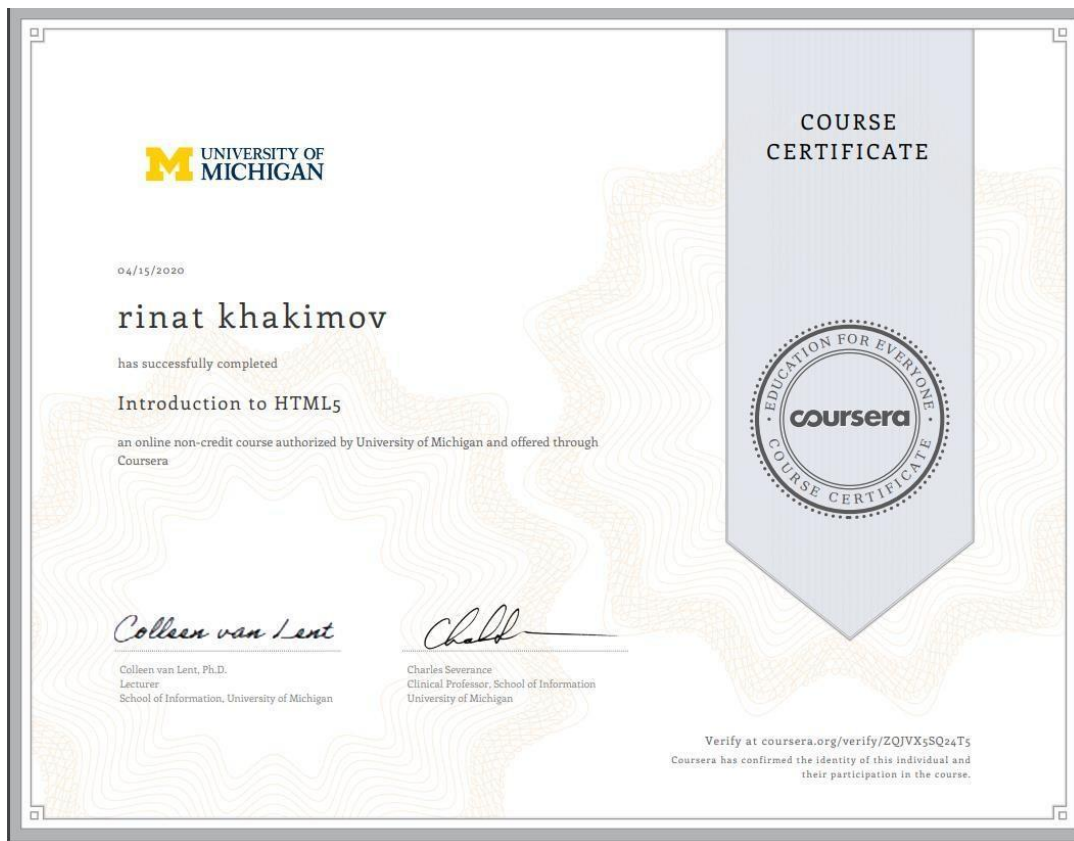 UNIVERSITY OF
MICHIGAN
COURSE
CERTIFICATE
04/15/2020
rinat khakimov
has successfully completed
Introduction to HTML5
an online non-credit course authorized by University of Michigan and offered through
Coursera
EDUCATION FOR EVERYONE
coursera
COURSE CERTIFICATE
Colleen van Lent
Colleen van Lent, Ph.D.
Lecturer
School of Information, University of Michigan
Charles Severance
Clinical Professor, School of Information
University of Michigan
Verify at coursera.org/verify/ZQJVX5SQ24T5
Coursera has confirmed the identity of this individual and
their participation in the course.